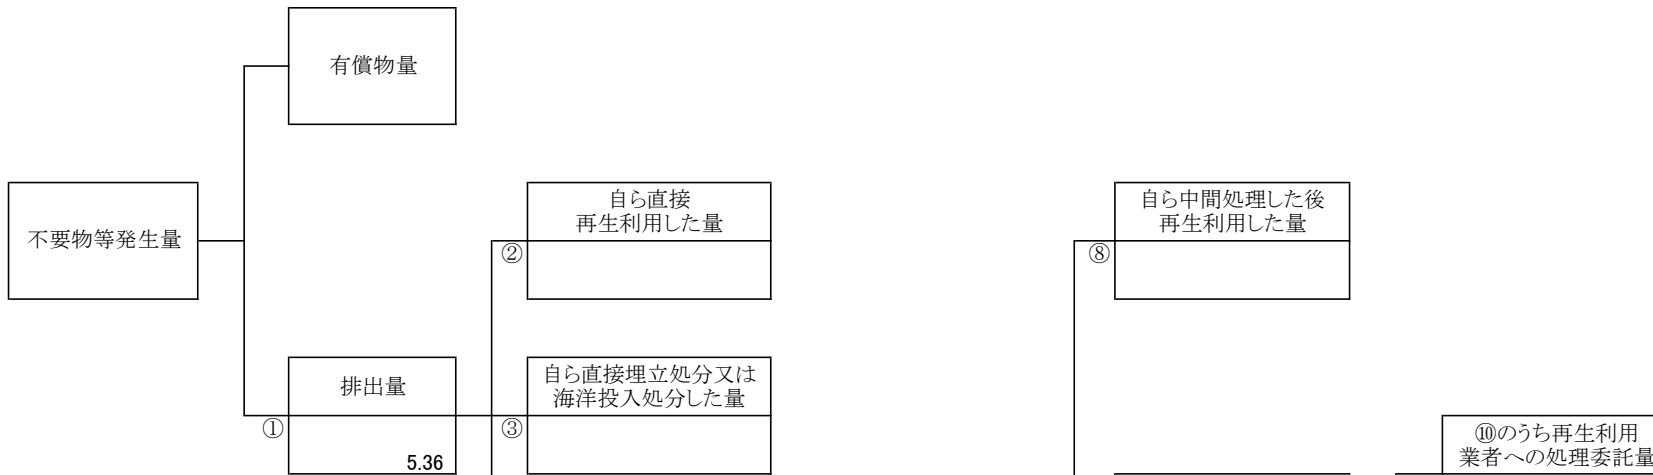 有償物量
不要物等発生量
自ら直接
再生利用した量
②
自ら中間処理した後
再生利用した量
⑧
排出量
①
5.36
自ら直接埋立処分又は
海洋投入処分した量
③
⑩のうち再生利用
業者への処理委託量